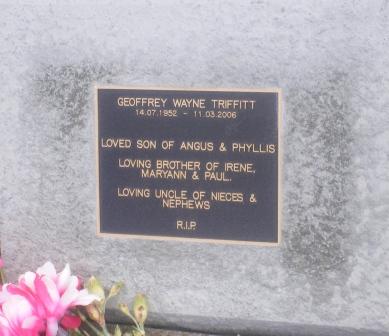 GEOFFREY WAYNE TRIFFITT
14.07.1952 - 11.03.2006
LOVED SON OF ANGUS & PHYLLIS
LOVING BROTHER OF IRENE,
MARYANN & PAUL.
LOVING UNCLE OF NIECES &
NEPHEWS
R.I.P.